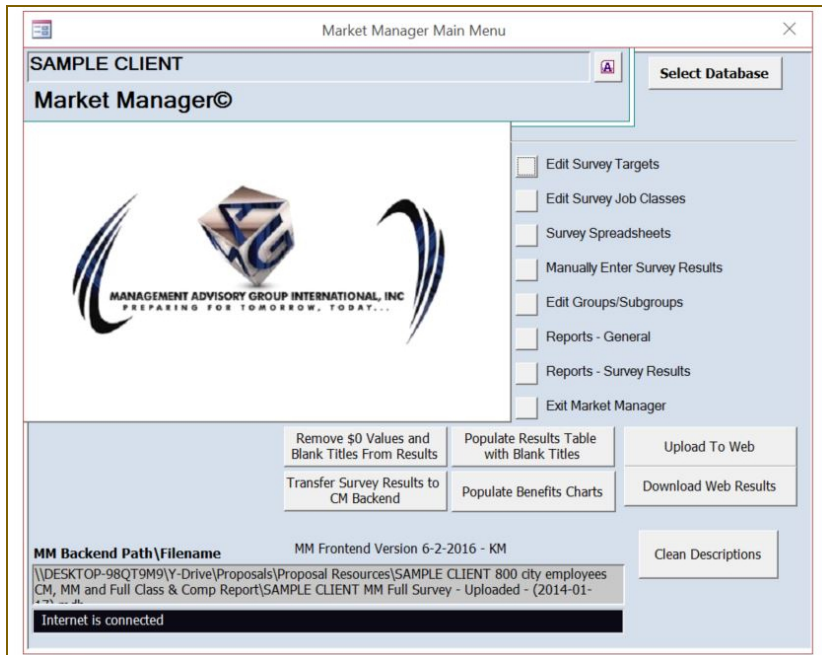 Market Manager Main Menu
SAMPLE CLIENT
A
Select Database
Market Manager©
MAG
MANAGEMENT ADVISORY GROUP INTERNATIONAL, INC
PREPARING FOR TOMORROW, TODAY...
Edit Survey Targets
Edit Survey Job Classes
Survey Spreadsheets
Manually Enter Survey Results
Edit Groups/Subgroups
Reports - General
Reports - Survey Results
Exit Market Manager
Remove $0 Values and
Blank Titles From Results
Populate Results Table
with Blank Titles
Upload To Web
Transfer Survey Results to
CM Backend
Populate Benefits Charts
Download Web Results
MM Backend Path\Filename
MM Frontend Version 6-2-2016 - KM
Clean Descriptions
\\DESKTOP-98QT9M9\Y-Drive\Proposals\Proposal Resources\SAMPLE CLIENT 800 city employees
CM, MM and Full Class & Comp Report\SAMPLE CLIENT MM Full Survey - Uploaded - (2014-01-
17).mdb
Internet is connected